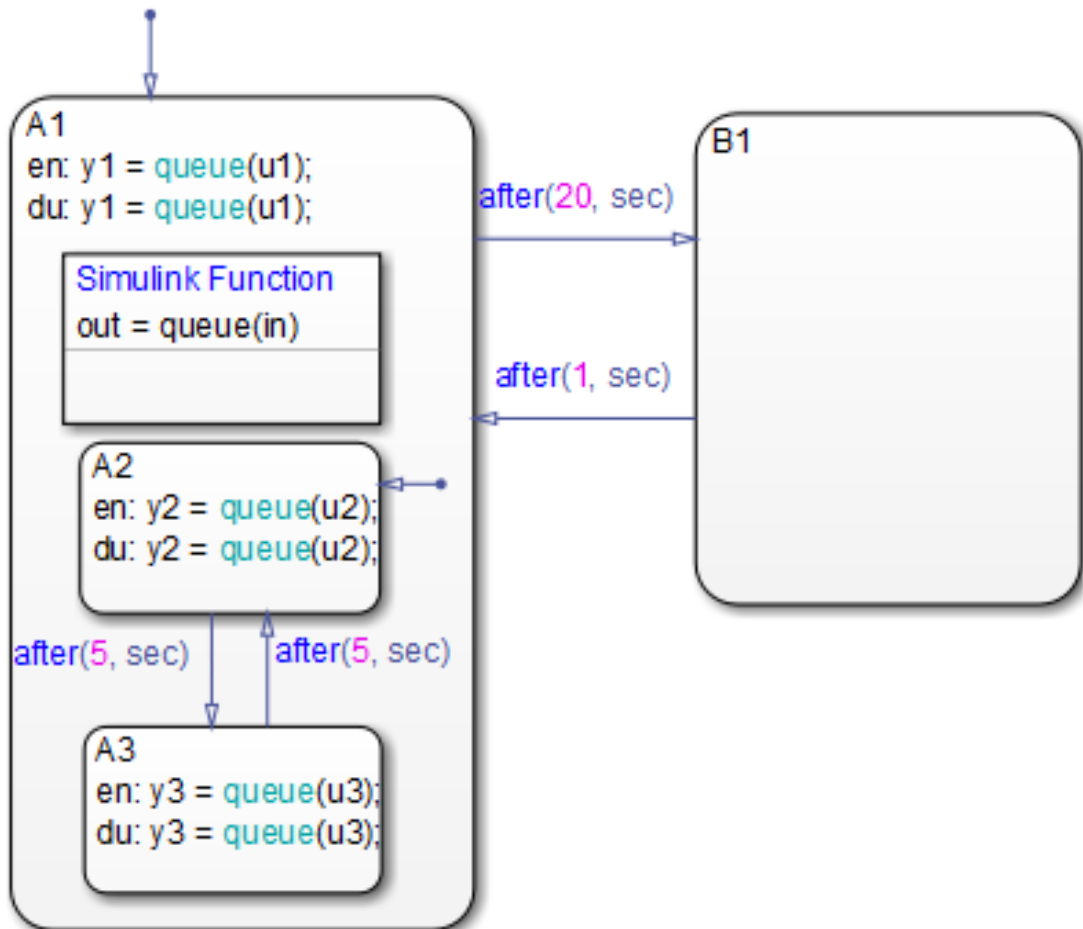 A1
en: y1 = queue(u1);
du: y1 = queue(u1);
Simulink Function
out = queue(in)
A2
en: y2 = queue(u2);
du: y2 = queue(u2);
after(5, sec)
after(5, sec)
A3
en: y3 = queue(u3);
du: y3 = queue(u3);
after(20, sec)
after(1, sec)
B1